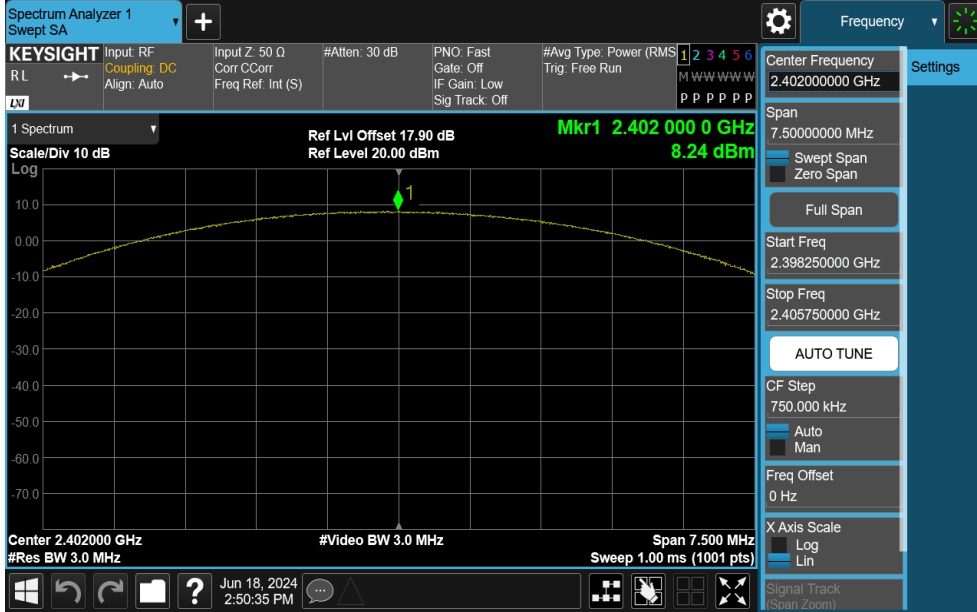 Spectrum Analyzer 1
Swept SA
+
Frequency
KEYSIGHT
R L
LXI
Input: RF
Coupling: DC
Align: Auto
Input Z: 50 Ω
Corr CCorr
Freq Ref: Int (S)
#Atten: 30 dB
PNO: Fast
Gate: Off
IF Gain: Low
Sig Track: Off
#Avg Type: Power (RMS
Trig: Free Run
1 2 3 4 5 6
M W W W W W
P P P P P P
1 Spectrum
Scale/Div 10 dB
Log
Ref Lvl Offset 17.90 dB
Ref Level 20.00 dBm
Mkr1 2.402 000 0 GHz
8.24 dBm
1
10.0
0.00
-10.0
-20.0
-30.0
-40.0
-50.0
-60.0
-70.0
Center 2.402000 GHz
#Res BW 3.0 MHz
#Video BW 3.0 MHz
Span 7.500 MHz
Sweep 1.00 ms (1001 pts)
Center Frequency
2.402000000 GHz
Settings
Span
7.50000000 MHz
Swept Span
Zero Span
Full Span
Start Freq
2.398250000 GHz
Stop Freq
2.405750000 GHz
AUTO TUNE
CF Step
750.000 kHz
Auto
Man
Freq Offset
0 Hz
X Axis Scale
Log
Lin
Signal Track
(Span Zoom)
?
Jun 18, 2024
2:50:35 PM